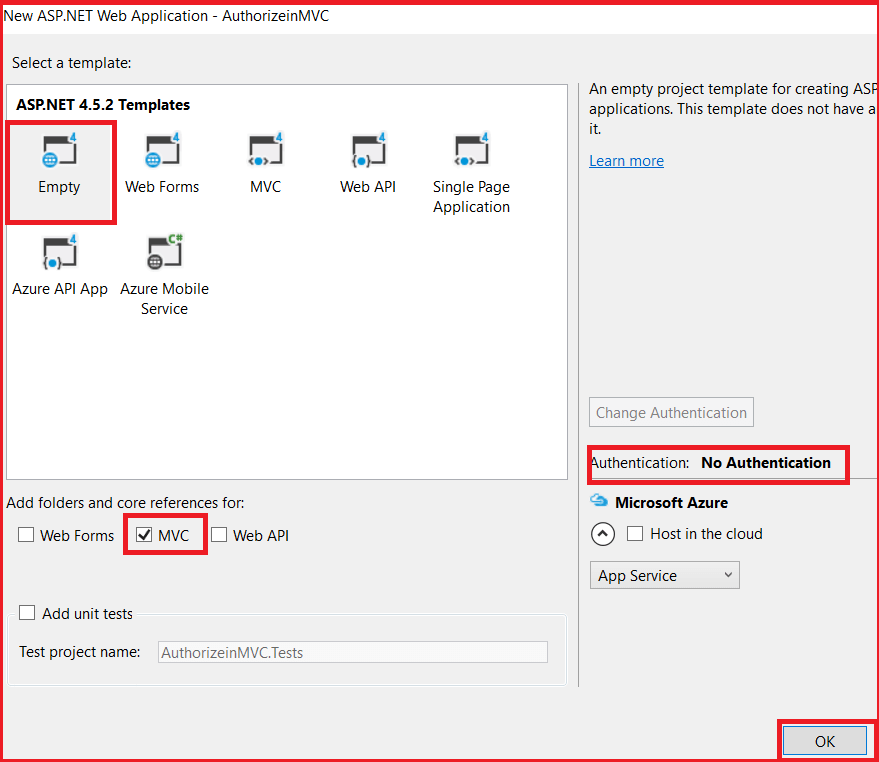 New ASP.NET Web Application - AuthorizeinMVC
Select a template:
ASP.NET 4.5.2 Templates
Empty
Web Forms
MVC
Web API
Single Page
Application
Azure API App
Azure Mobile
Service
An empty project template for creating ASP
applications. This template does not have a
it.
Learn more
Change Authentication
Authentication: No Authentication
Microsoft Azure
Host in the cloud
App Service
Add folders and core references for:
Web Forms
MVC
Web API
Add unit tests
Test project name: AuthorizeinMVC.Tests
OK